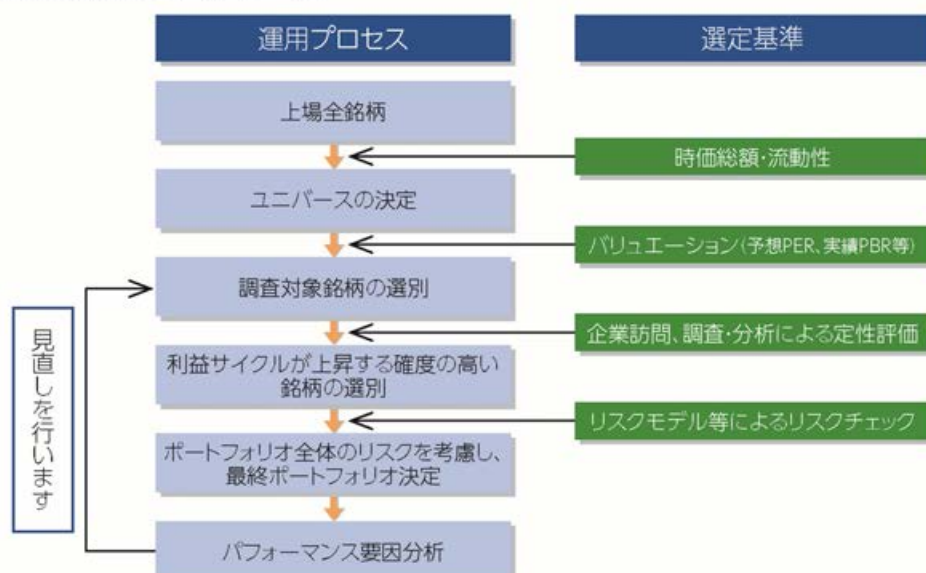 運用プロセス
選定基準
上場全銘柄
時価総額・流動性
ユニバースの決定
バリュエーション(予想PER、実績PBR等)
調査対象銘柄の選別
企業訪問、調査・分析による定性評価
利益サイクルが上昇する確度の高い
銘柄の選別
リスクモデル等によるリスクチェック
ポートフォリオ全体のリスクを考慮し、
最終ポートフォリオ決定
パフォーマンス要因分析
見直しを行います